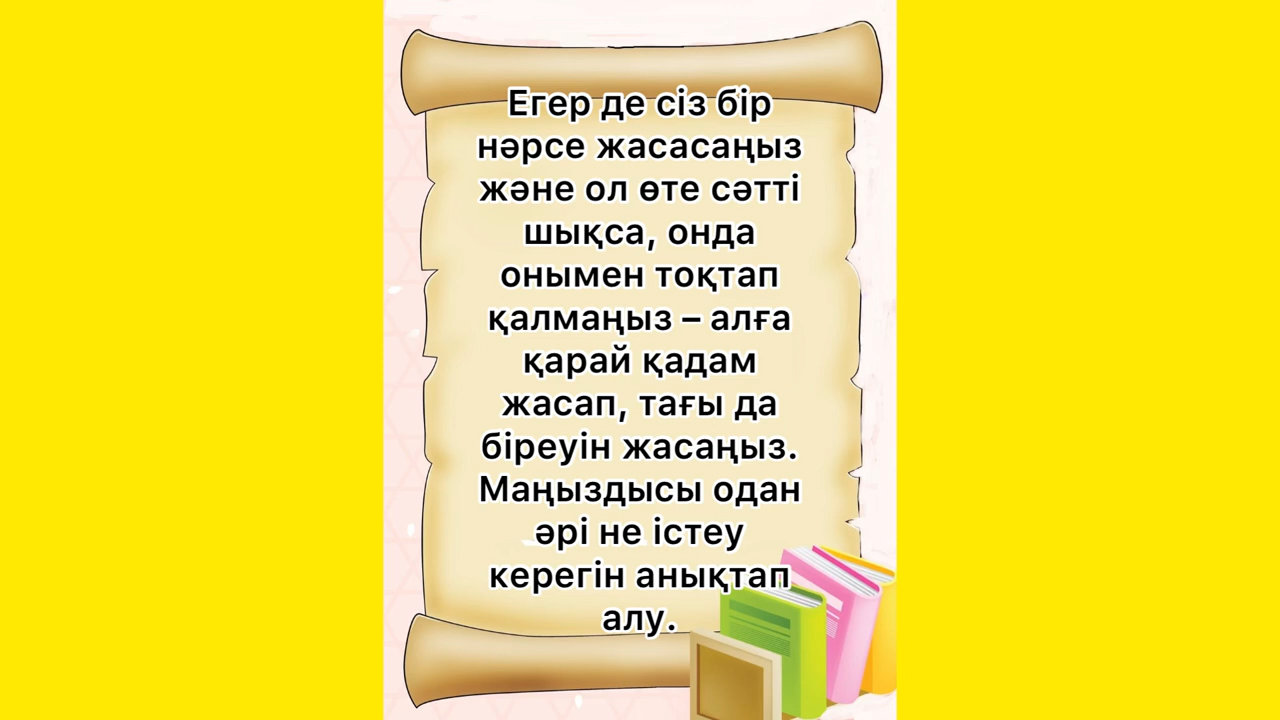 Егер де сіз бір
нәрсе жасасаңыз
және ол өте сәтті
шықса, онда
онымен тоқтап
қалмаңыз – алға
қарай қадам
жасап, тағы да
біреуін жасаңыз.
Маңыздысы одан
әрі не істеу
керегін анықтап
алу.